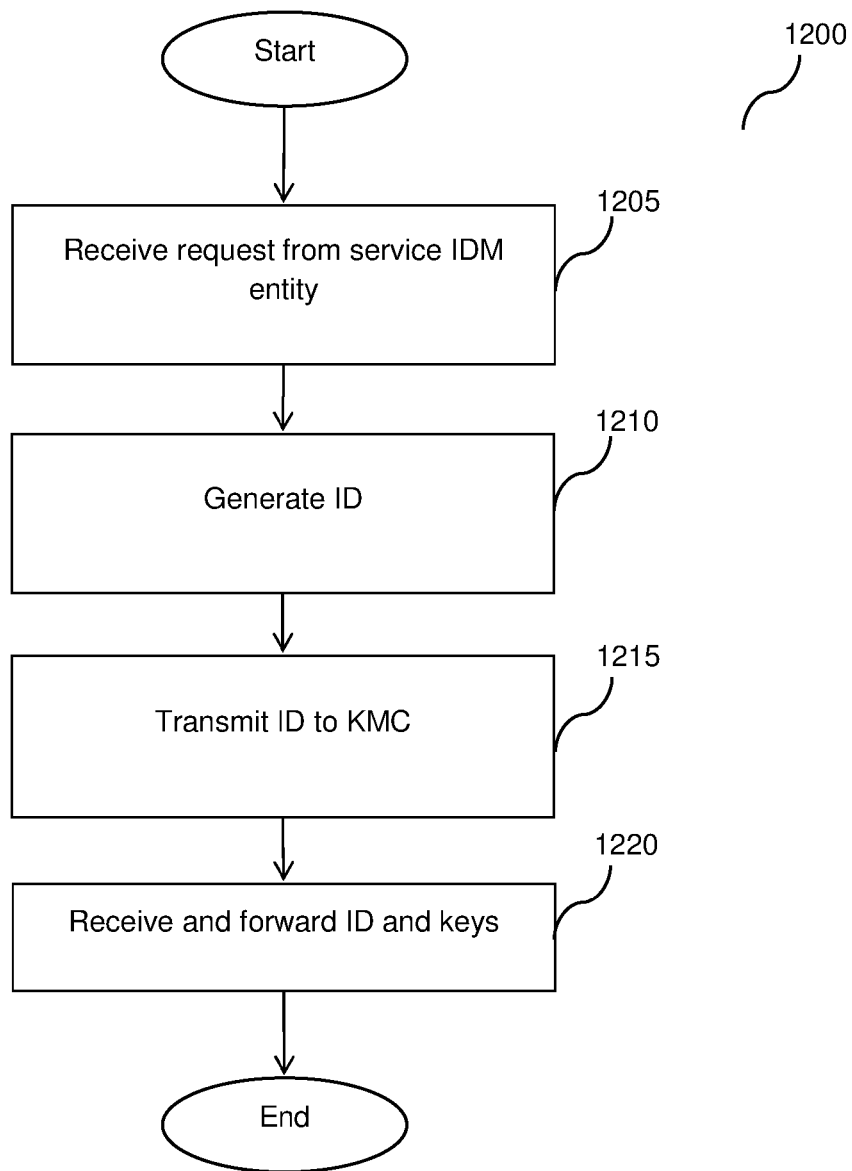 Start
1200
1205
Receive request from service IDM
entity
1210
Generate ID
1215
Transmit ID to KMC
1220
Receive and forward ID and keys
End